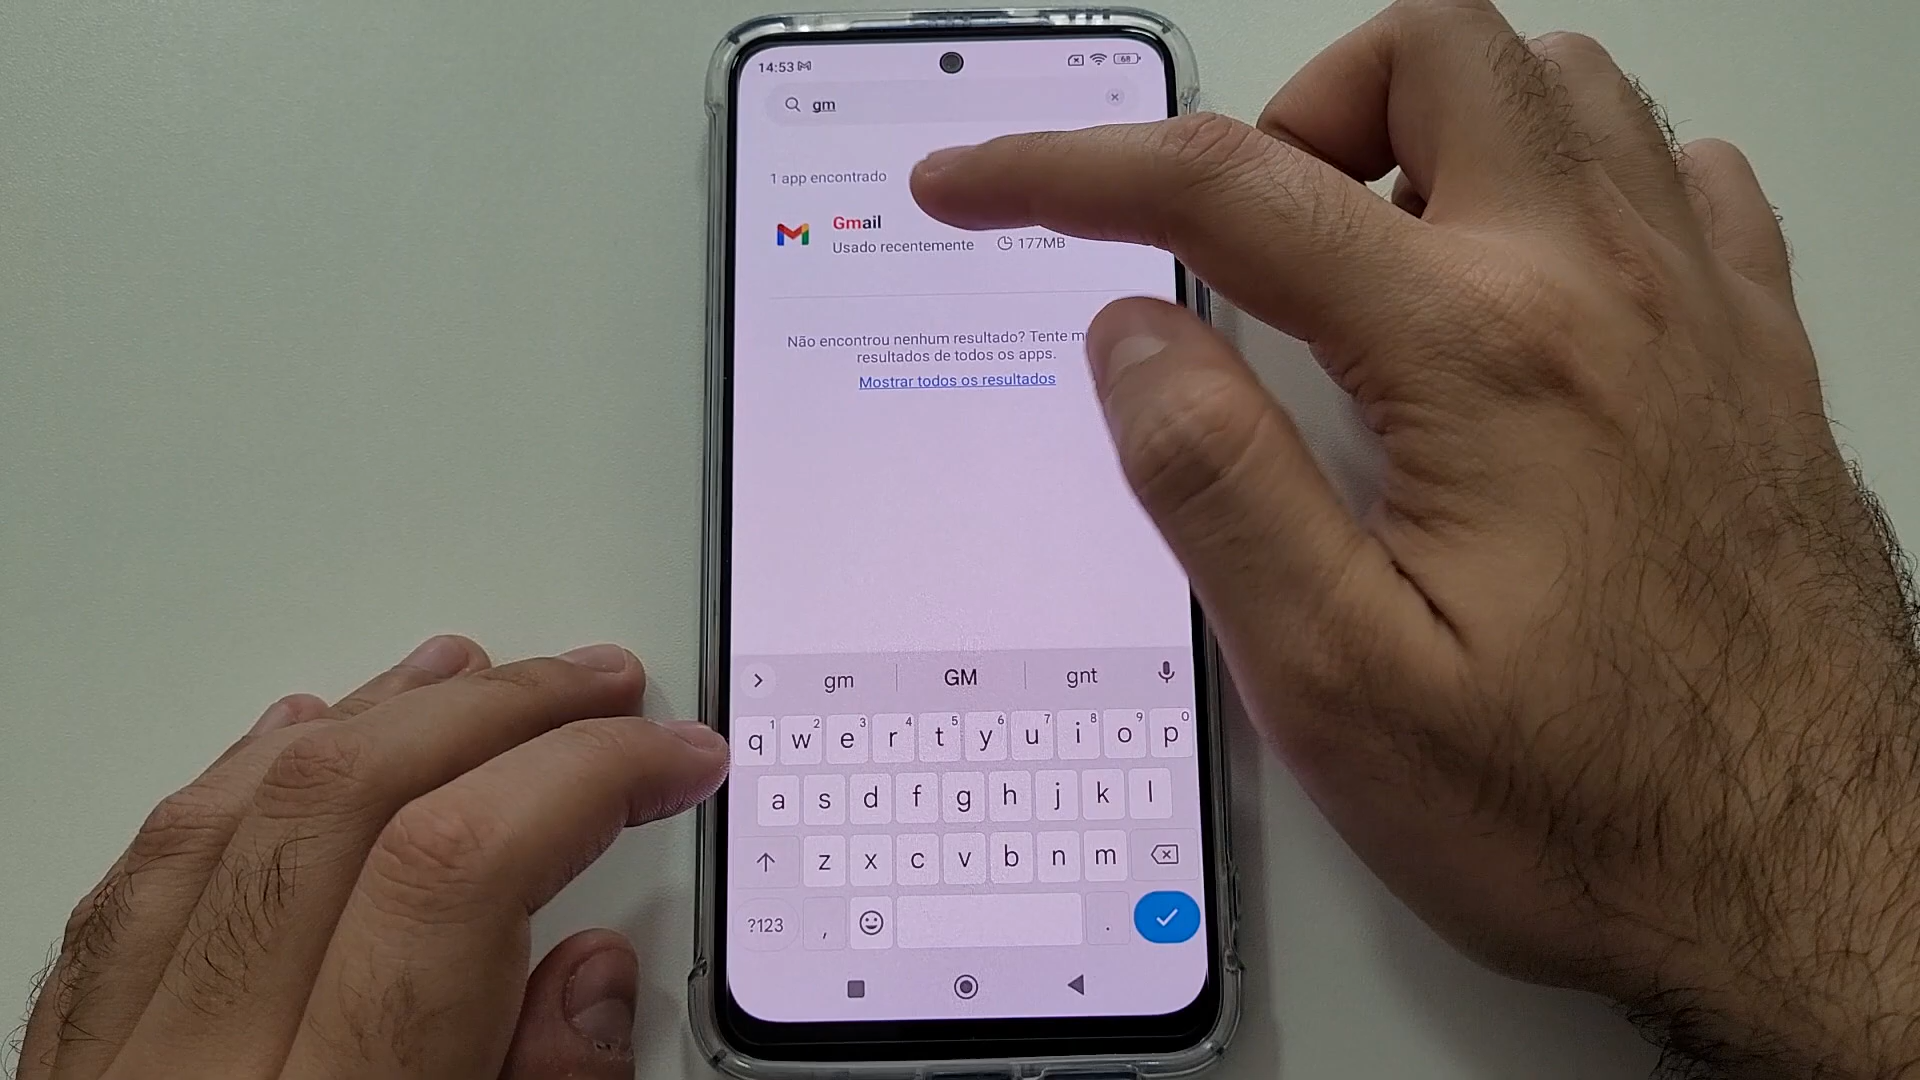 14:53
68
gm
1 app encontrado
Gmail
Usado recentemente 177MB
Não encontrou nenhum resultado? Tente
resultados de todos os apps.
Mostrar todos os resultados
gm GM gnt
1 2 3 4 5 6 7 8 9 0
q w e r t y u i o p
a s d f g h j k l
z x c v b n m
?123 , .